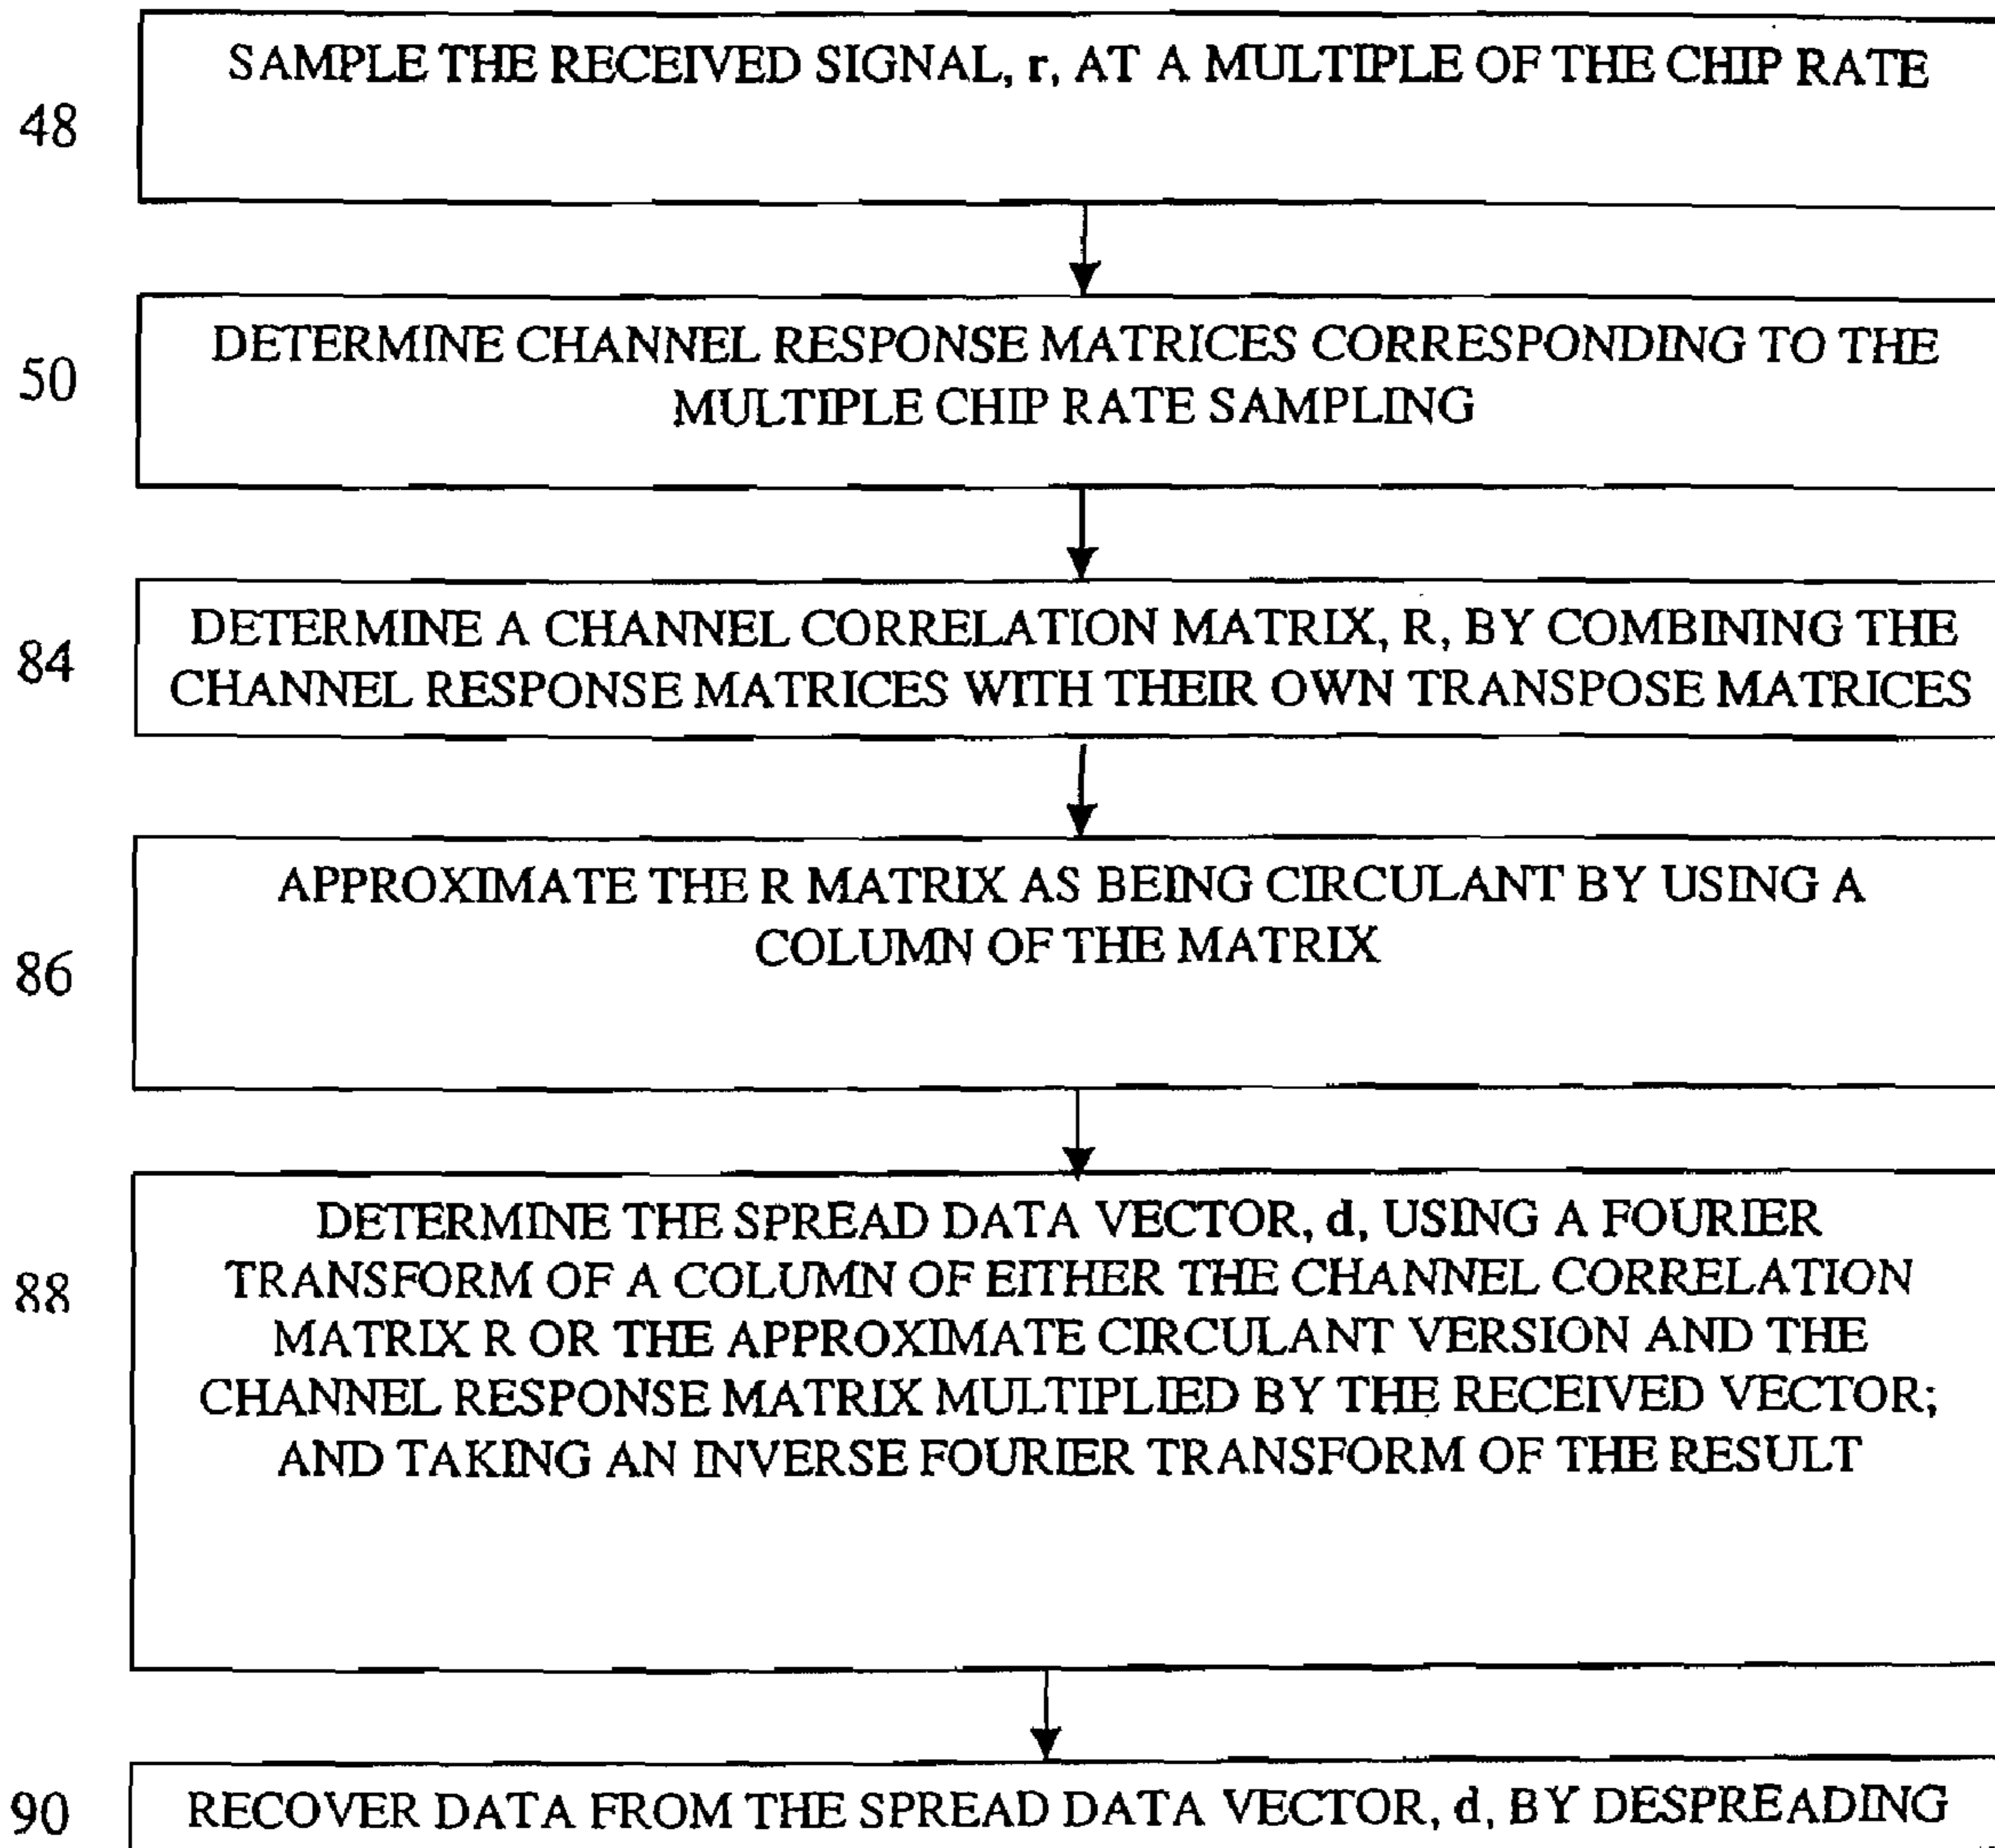 SAMPLE THE RECEIVED SIGNAL, r, AT A MULTIPLE OF THE CHIP RATE
48
DETERMINE CHANNEL RESPONSE MATRICES CORRESPONDING TO THE
MULTIPLE CHIP RATE SAMPLING
50
DETERMINE A CHANNEL CORRELATION MATRIX, R, BY COMBINING THE
CHANNEL RESPONSE MATRICES WITH THEIR OWN TRANSPOSE MATRICES
84
APPROXIMATE THE R MATRIX AS BEING CIRCULANT BY USING A
COLUMN OF THE MATRIX
86
DETERMINE THE SPREAD DATA VECTOR, d, USING A FOURIER
TRANSFORM OF A COLUMN OF EITHER THE CHANNEL CORRELATION
MATRIX R OR THE APPROXIMATE CIRCULANT VERSION AND THE
CHANNEL RESPONSE MATRIX MULTIPLIED BY THE RECEIVED VECTOR;
AND TAKING AN INVERSE FOURIER TRANSFORM OF THE RESULT
88
90
RECOVER DATA FROM THE SPREAD DATA VECTOR, d, BY DESPREADING